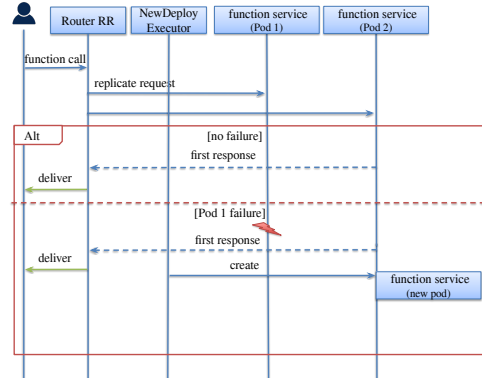 Router RR
NewDeploy
Executor
function service
(Pod 1)
function service
(Pod 2)
function call
replicate request
Alt
[no failure]
first response
deliver
[Pod 1 failure]
first response
deliver
create
function service
(new pod)